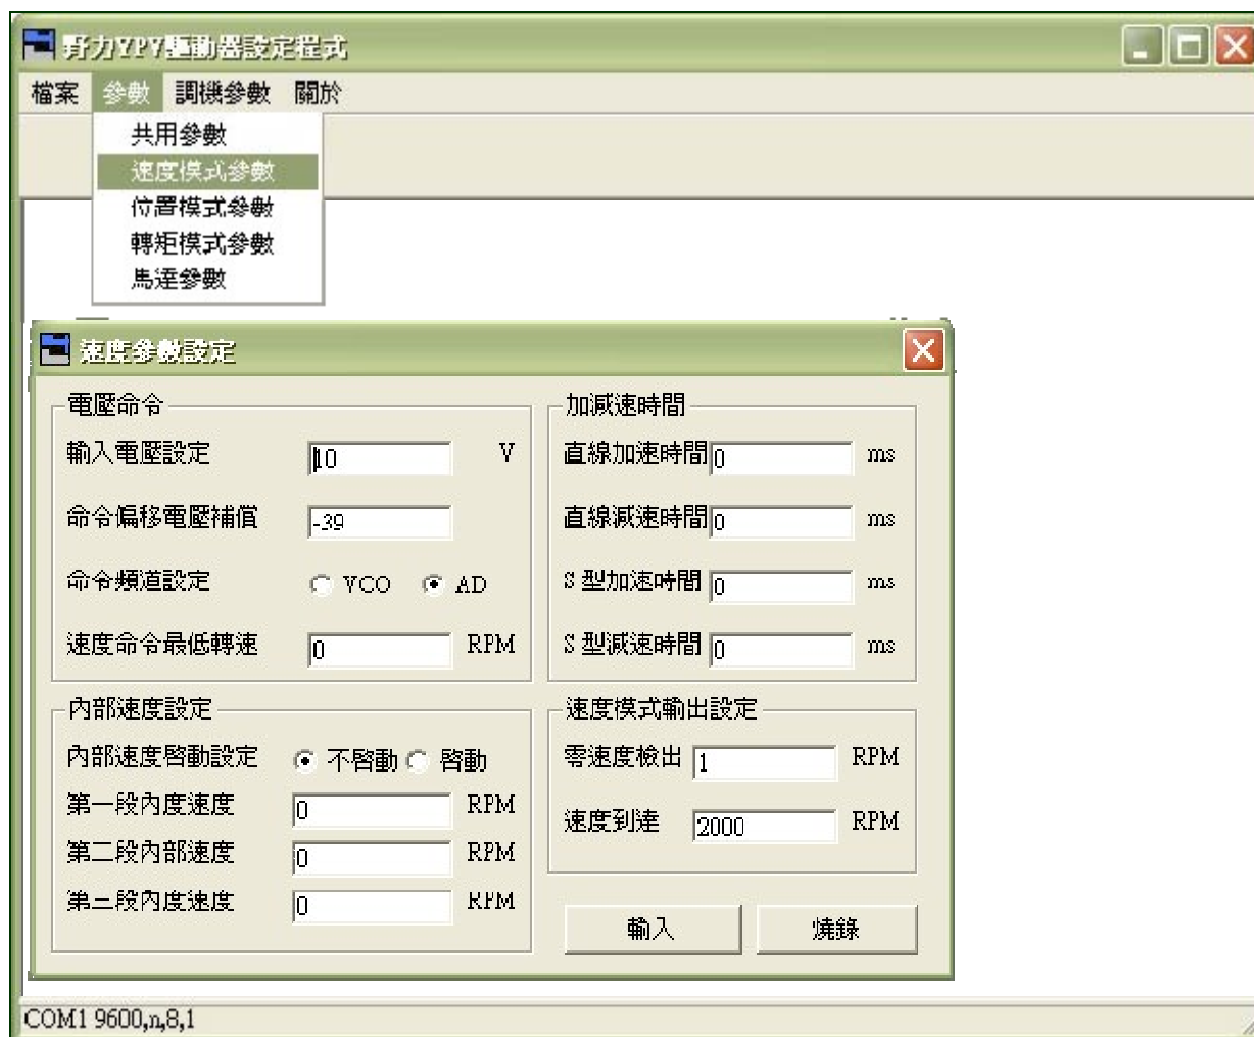 野力YPV驅動器設定程式
檔案 參數 調機參數 關於
共用參數
速度模式參數
位置模式參數
轉矩模式參數
馬達參數
速度參數設定
電壓命令
輸入電壓設定 10 V
命令偏移電壓補償 -39
命令頻道設定 VCO AD
速度命令最低轉速 0 RPM
加減速時間
直線加速時間 0 ms
直線減速時間 0 ms
S 型加速時間 0 ms
S 型減速時間 0 ms
內部速度設定
內部速度啓動設定 不啓動 啓動
第一段內度速度 0 RPM
第二段內部速度 0 RPM
第三段內度速度 0 RPM
速度模式輸出設定
零速度檢出 1 RPM
速度到達 2000 RPM
輸入 燒錄
COM1 9600,n,8,1